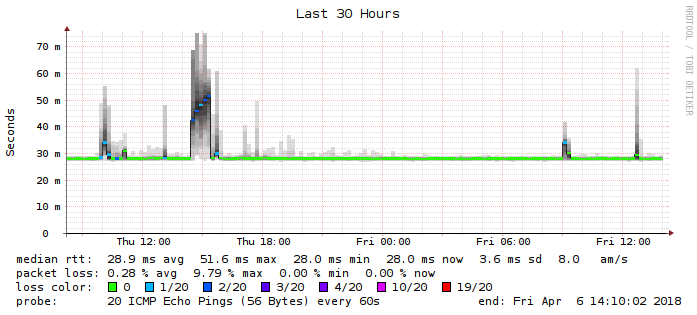 Last 30 Hours
RRDTOOL / TOBI OETIKER
Seconds
70 m
60 m
50 m
40 m
30 m
20 m
10 m
0
Thu 12:00 Thu 18:00 Fri 00:00 Fri 06:00 Fri 12:00
median rtt: 28.9 ms avg 51.6 ms max 28.0 ms min 28.0 ms now 3.6 ms sd 8.0 am/s
packet loss: 0.28 % avg 9.79 % max 0.00 % min 0.00 % now
loss color: 0 1/20 2/20 3/20 4/20 10/20 19/20
probe: 20 ICMP Echo Pings (56 Bytes) every 60s end: Fri Apr 6 14:10:02 2018